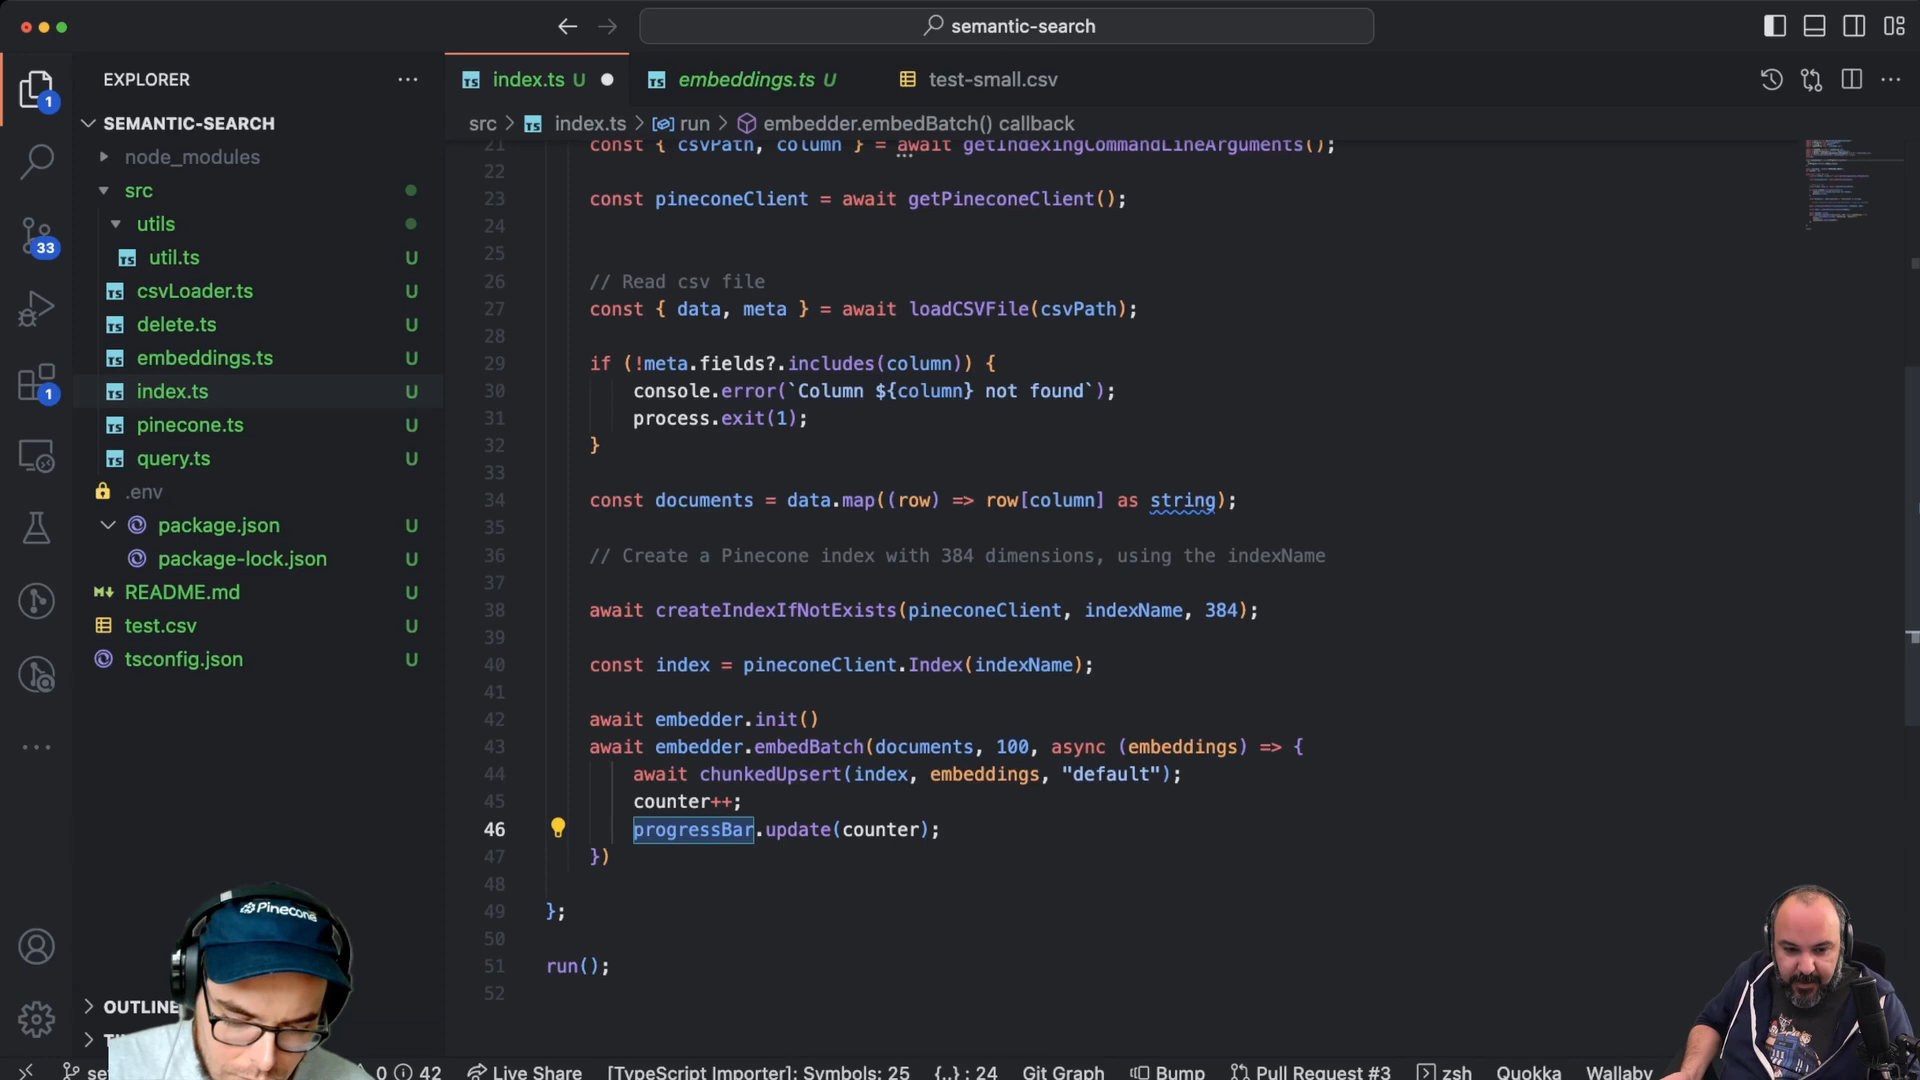 semantic-search
EXPLORER
index.ts U
embeddings.ts U
test-small.csv
src > index.ts > run > embedder.embedBatch() callback
1
33
1
SEMANTIC-SEARCH
node_modules
src
utils
util.ts U
csvLoader.ts U
delete.ts U
embeddings.ts U
index.ts U
pinecone.ts U
query.ts U
.env
package.json U
package-lock.json U
README.md U
test.csv U
tsconfig.json U
OUTLINE
21 const { csvPath, column } = await getIndexingCommandLineArguments();
22
23 const pineconeClient = await getPineconeClient();
24
25
26 // Read csv file
27 const { data, meta } = await loadCSVFile(csvPath);
28
29 if (!meta.fields?.includes(column)) {
30 console.error(`Column ${column} not found`);
31 process.exit(1);
32 }
33
34 const documents = data.map((row) => row[column] as string);
35
36 // Create a Pinecone index with 384 dimensions, using the indexName
37
38 await createIndexIfNotExists(pineconeClient, indexName, 384);
39
40 const index = pineconeClient.Index(indexName);
41
42 await embedder.init()
43 await embedder.embedBatch(documents, 100, async (embeddings) => {
44 await chunkedUpsert(index, embeddings, "default");
45 counter++;
46 progressBar.update(counter);
47 })
48
49 };
50
51 run();
52
Pinecone
0 42 Live Share [TypeScript Importer]: Symbols: 25 {..} : 24 Git Graph Bump Pull Request #3 zsh Quokka Wallaby